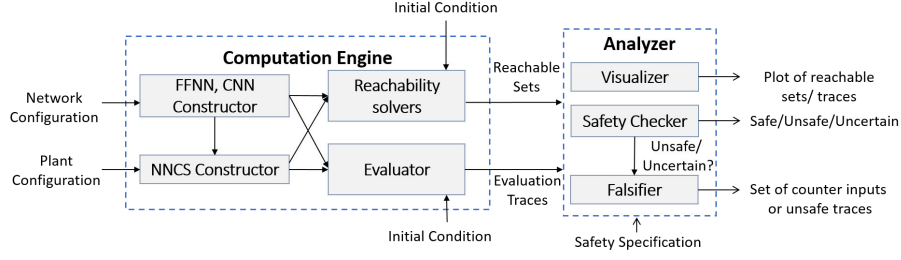 Initial Condition
Computation Engine
Analyzer
FFNN, CNN
Constructor
Reachability
solvers
Reachable
Sets
Visualizer
Plot of reachable
sets/ traces
Network
Configuration
Safety Checker
Safe/Unsafe/Uncertain
Plant
Configuration
NNCS Constructor
Evaluator
Unsafe/
Uncertain?
Evaluation
Traces
Falsifier
Set of counter inputs
or unsafe traces
Initial Condition
Safety Specification